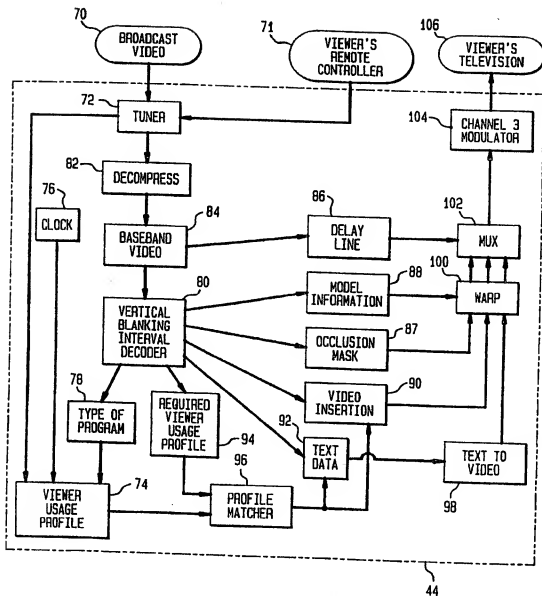 70
BROADCAST
VIDEO
71
VIEWER'S
REMOTE
CONTROLLER
106
VIEWER'S
TELEVISION
72
TUNER
104
CHANNEL 3
MODULATOR
82
DECOMPRESS
76
CLOCK
84
BASEBAND
VIDEO
86
DELAY
LINE
102
MUX
80
VERTICAL
BLANKING
INTERVAL
DECODER
MODEL
INFORMATION
88
100
WARP
OCCLUSION
MASK
87
78
TYPE OF
PROGRAM
REQUIRED
VIEWER
USAGE
PROFILE
94
VIDEO
INSERTION
90
92
TEXT
DATA
TEXT TO
VIDEO
98
VIEWER
USAGE
PROFILE
74
96
PROFILE
MATCHER
44